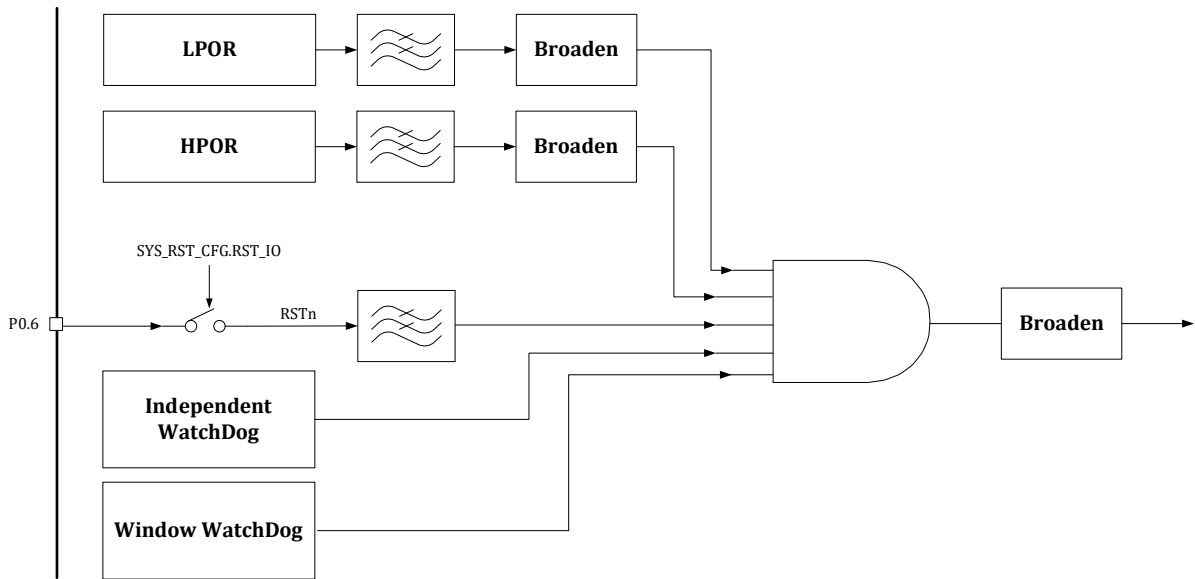 LPOR
Broaden
HPOR
Broaden
SYS_RST_CFG.RST_IO
P0.6
RSTn
Broaden
Independent
WatchDog
Window WatchDog